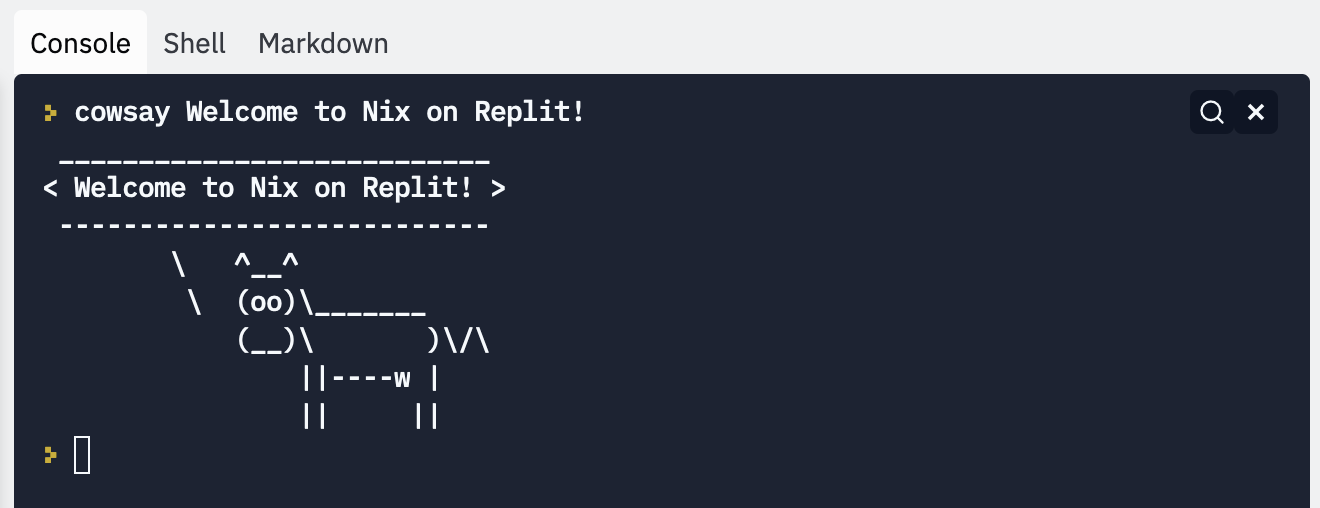 Console Shell Markdown
 cowsay Welcome to Nix on Replit!
 ___________________________
< Welcome to Nix on Replit! >
 ---------------------------
        \   ^__^
         \  (oo)\_______
            (__)\       )\/\
                ||----w |
                ||     ||